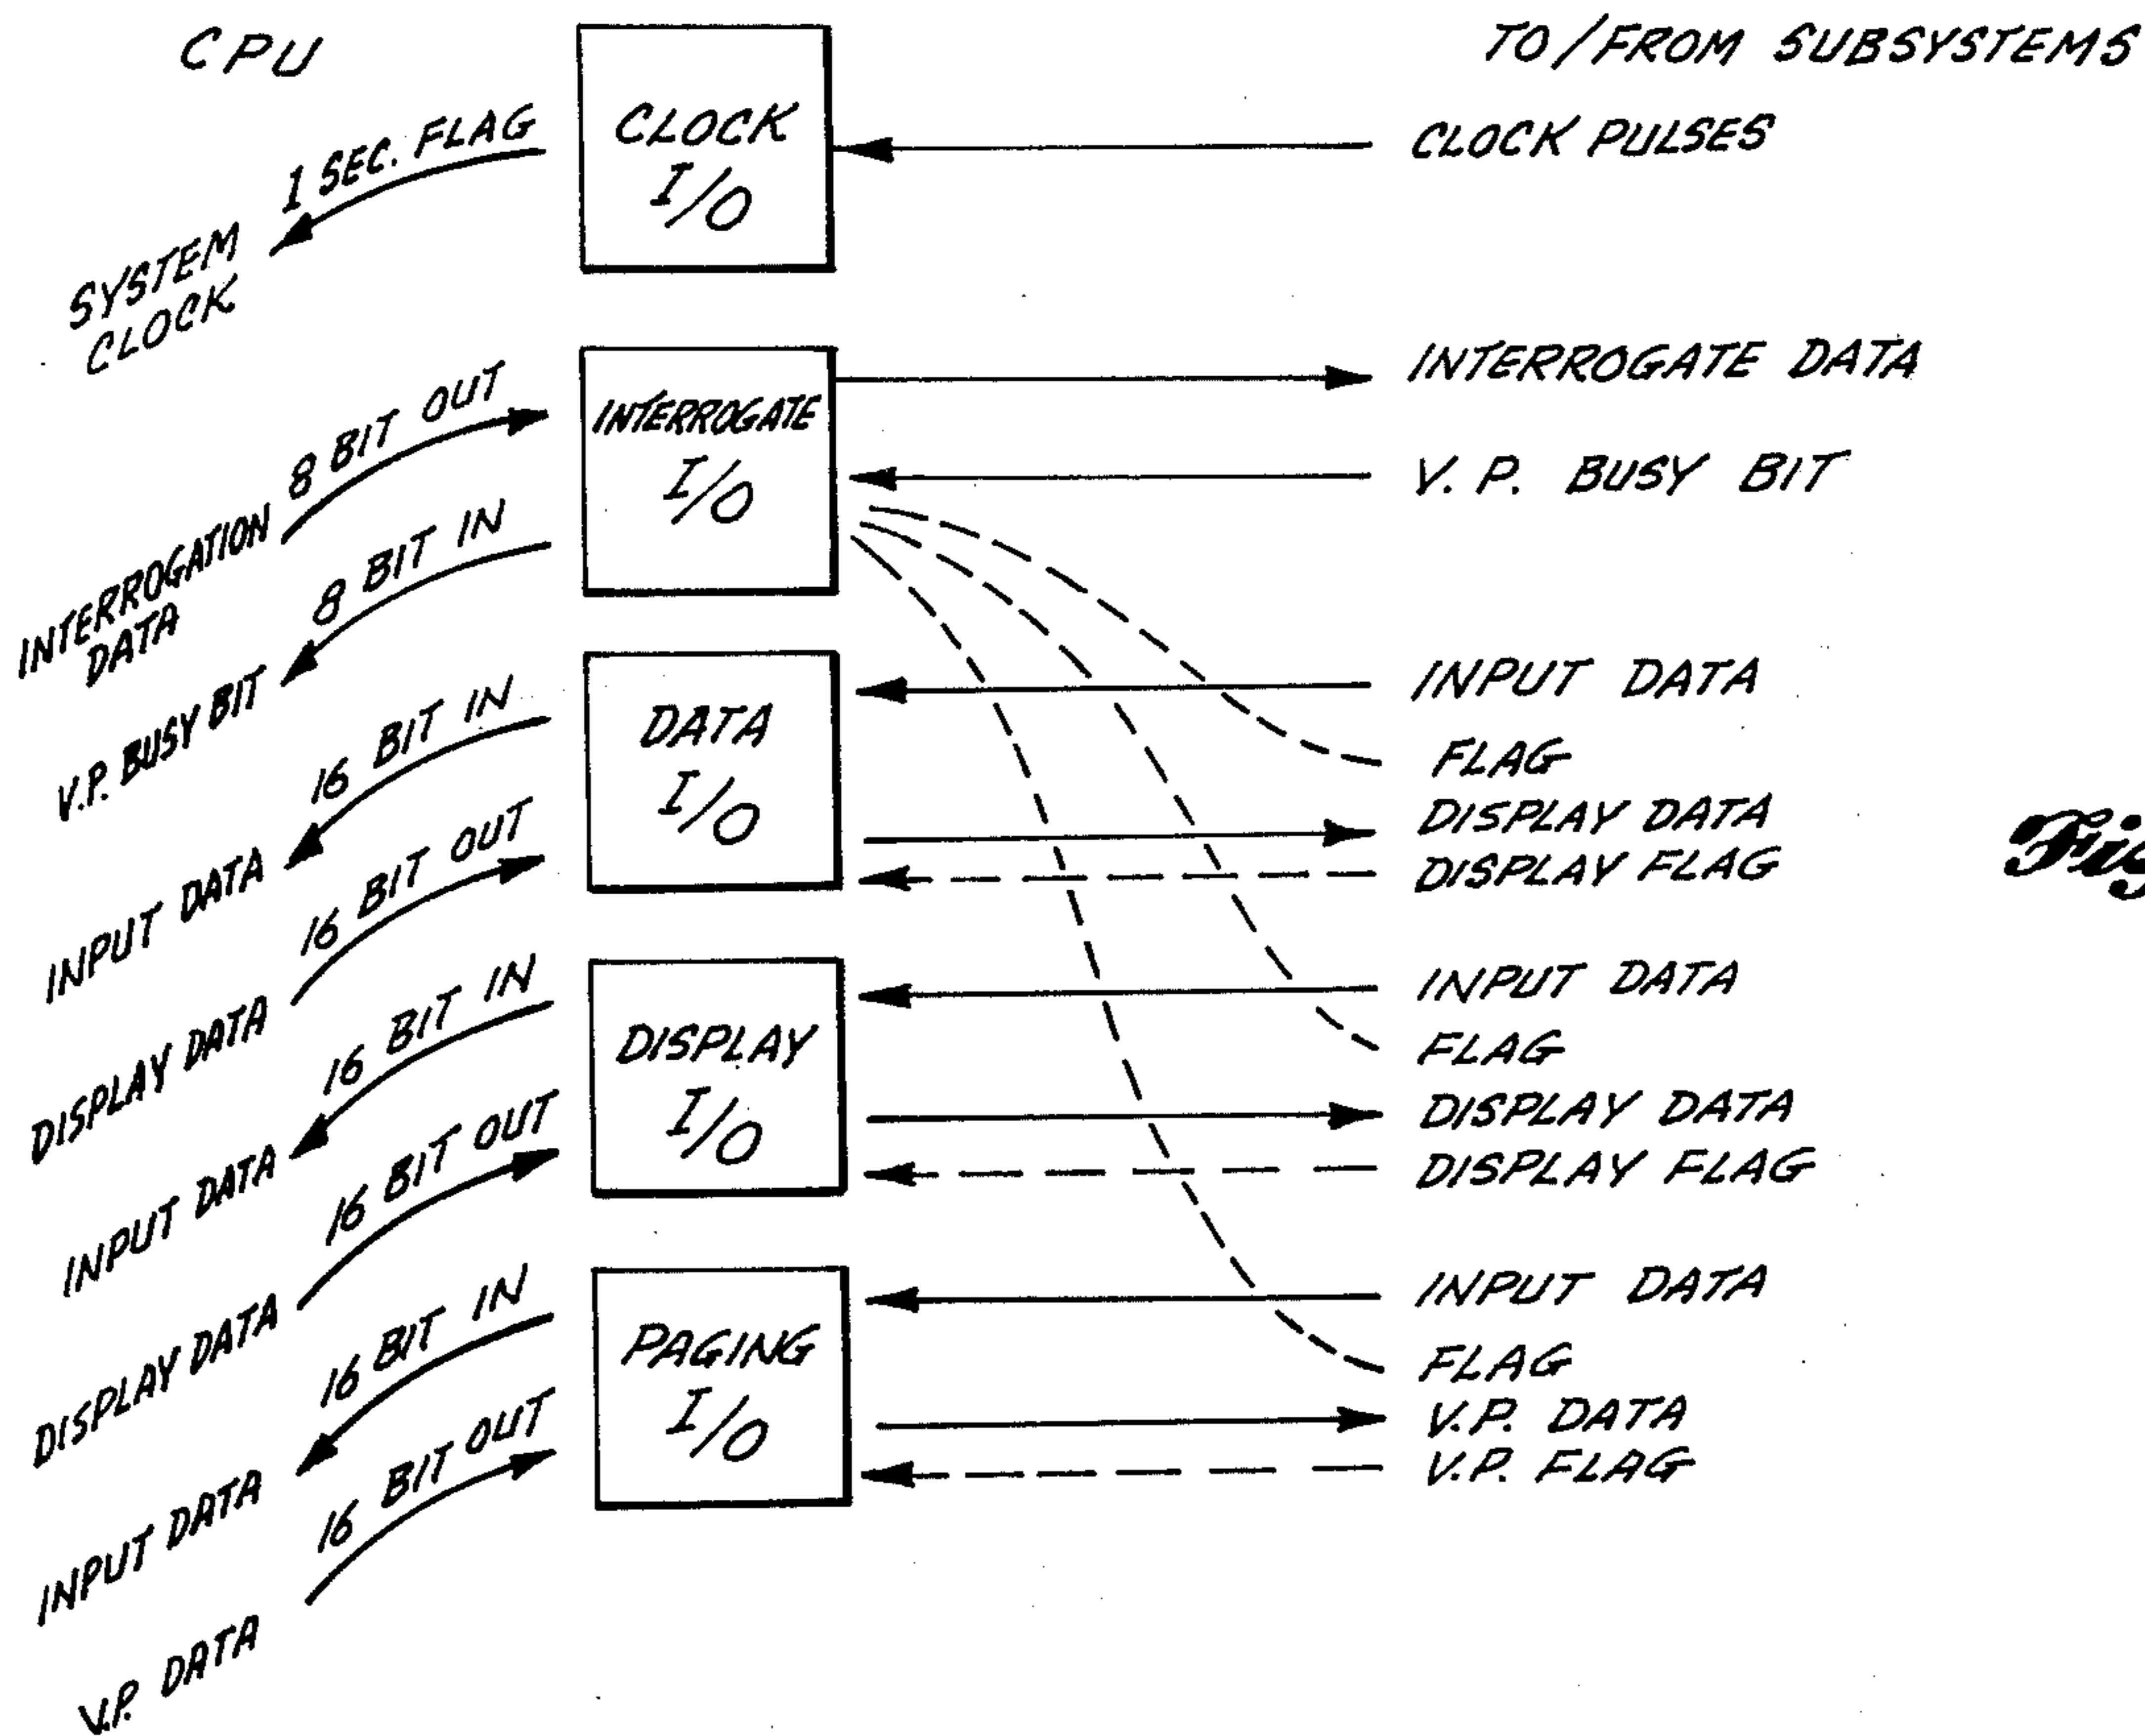 CPU
TO/FROM SUBSYSTEMS
1 SEC. FLAG
SYSTEM
CLOCK
CLOCK
I/O
CLOCK PULSES
8 BIT OUT
INTERROGATION
DATA
8 BIT IN
V.P. BUSY BIT
INTERROGATE
I/O
INTERROGATE DATA
V. P. BUSY BIT
16 BIT IN
INPUT DATA
16 BIT OUT
DISPLAY DATA
DATA
I/O
INPUT DATA
FLAG
DISPLAY DATA
DISPLAY FLAG
16 BIT IN
INPUT DATA
16 BIT OUT
DISPLAY DATA
DISPLAY
I/O
INPUT DATA
FLAG
DISPLAY DATA
DISPLAY FLAG
16 BIT IN
INPUT DATA
16 BIT OUT
V.P. DATA
PAGING
I/O
INPUT DATA
FLAG
V.P. DATA
V.P. FLAG